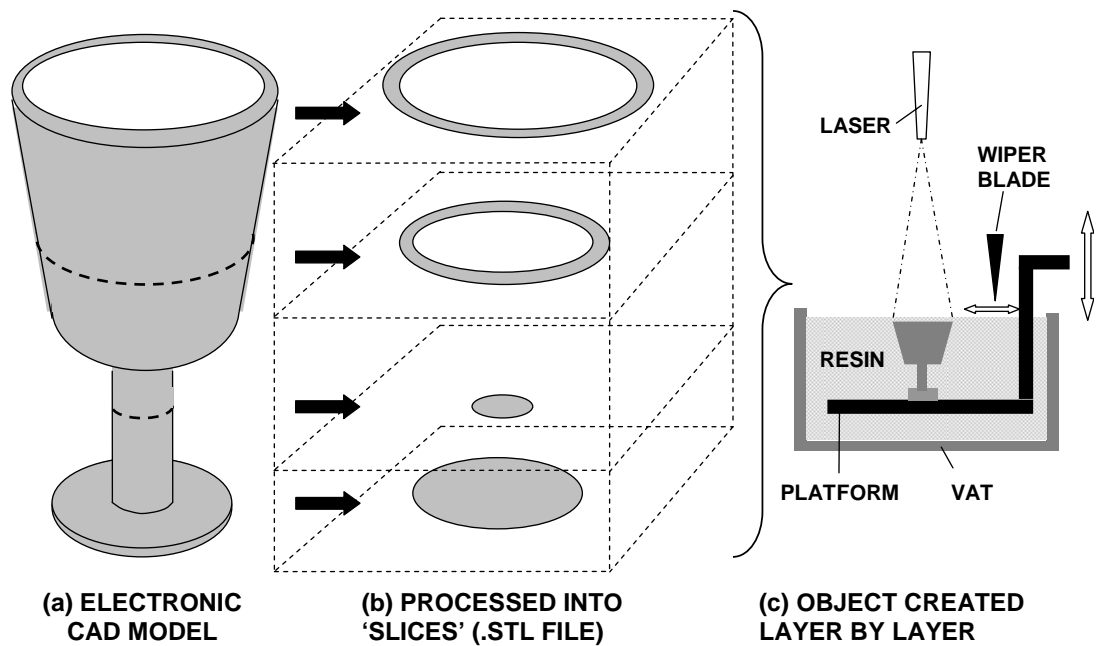 LASER
WIPER
BLADE
RESIN
PLATFORM
VAT
(a) ELECTRONIC
CAD MODEL
(b) PROCESSED INTO
‘SLICES’ (.STL FILE)
(c) OBJECT CREATED
LAYER BY LAYER